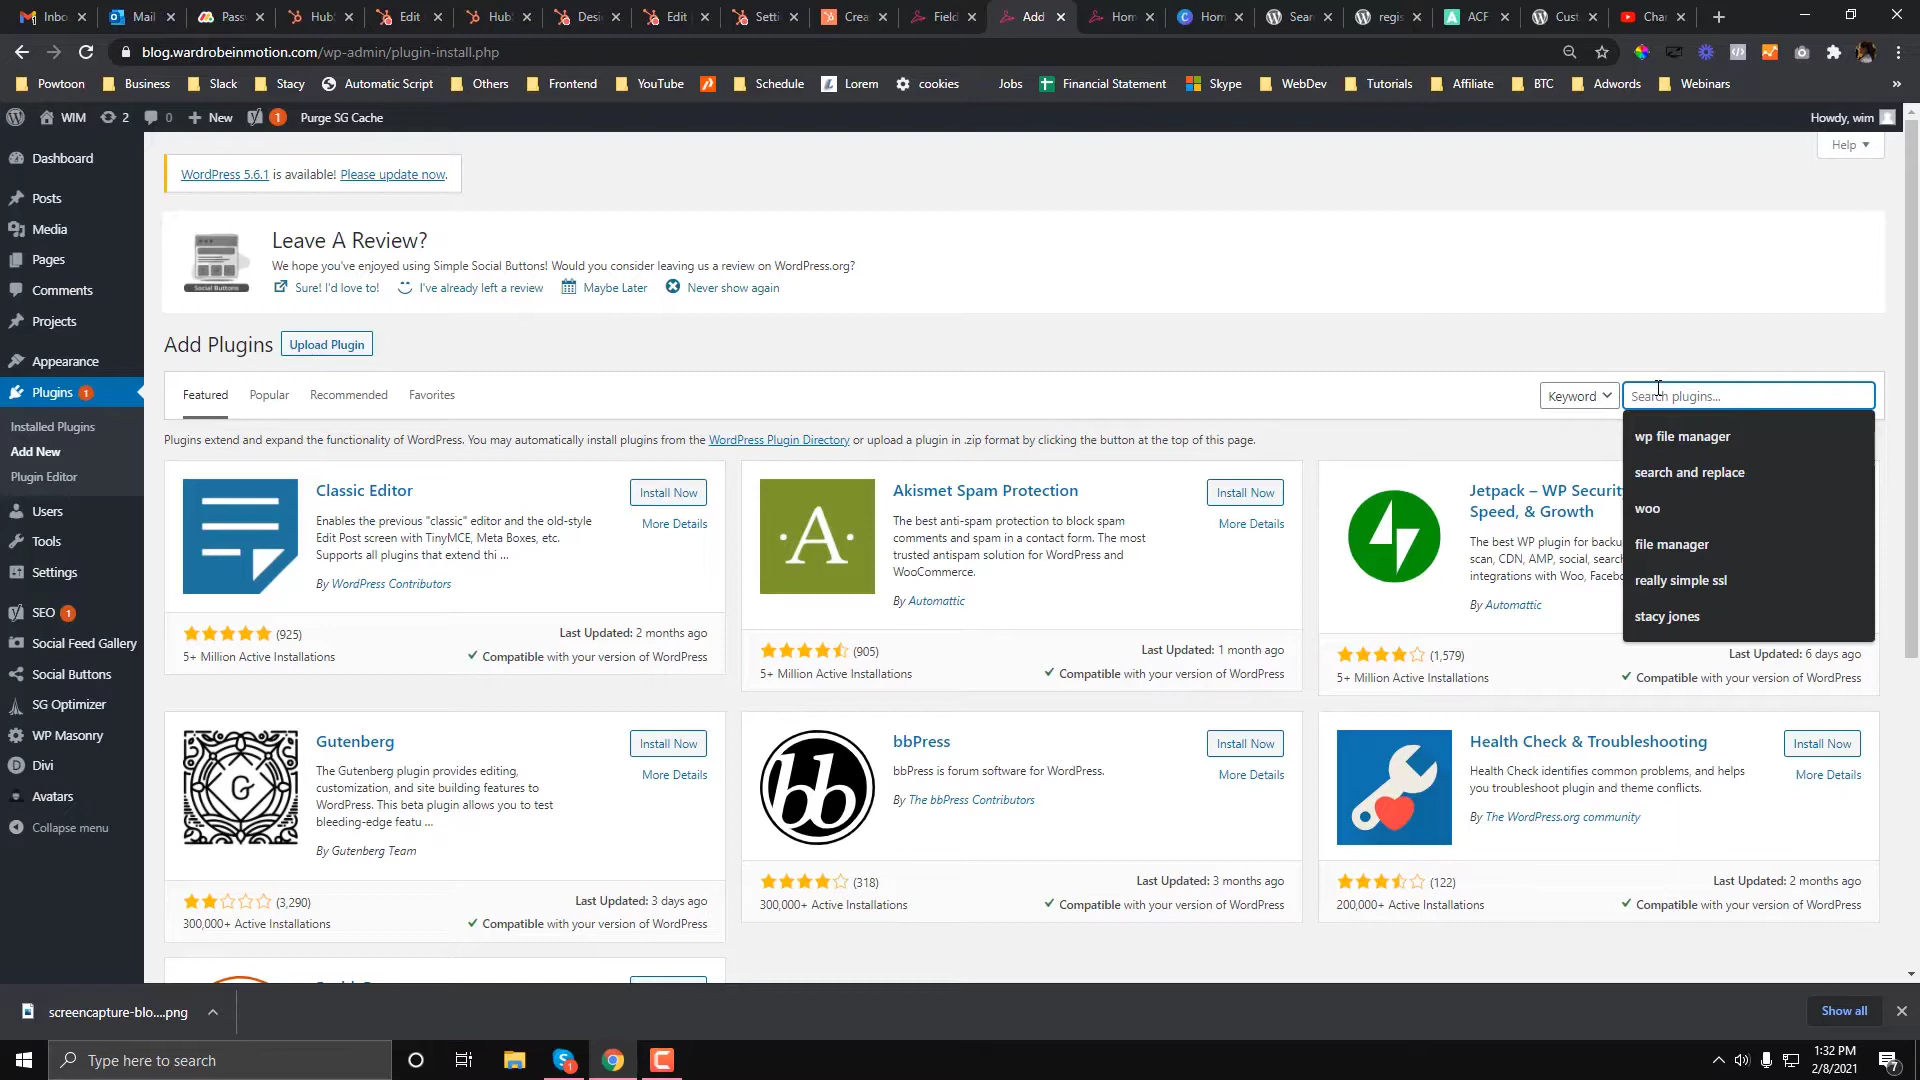 Inbo
Mail
Pass
HubS
Edit
HubS
Desi
Edit
Setti
Crea
Field
Add
Hom
Hom
Sear
regis
ACF
Cust
Cha
blog.wardrobeinmotion.com/wp-admin/plugin-install.php
Powtoon
Business
Slack
Stacy
Automatic Script
Others
Frontend
YouTube
Schedule
Lorem
cookies
Jobs
Financial Statement
Skype
WebDev
Tutorials
Affiliate
BTC
Adwords
Webinars
»
WIM
2
0
New
1
Purge SG Cache
Howdy, wim
Dashboard
Posts
Media
Pages
Comments
Projects
Appearance
Plugins 1
Installed Plugins
Add New
Plugin Editor
Users
Tools
Settings
SEO 1
Social Feed Gallery
Social Buttons
SG Optimizer
WP Masonry
Divi
Avatars
Collapse menu
Help
WordPress 5.6.1 is available! Please update now.
Social Buttons
Leave A Review?
We hope you've enjoyed using Simple Social Buttons! Would you consider leaving us a review on WordPress.org?
Sure! I'd love to!
I've already left a review
Maybe Later
Never show again
Add Plugins
Upload Plugin
Featured
Popular
Recommended
Favorites
Keyword
Search plugins...
wp file manager
search and replace
woo
file manager
really simple ssl
stacy jones
Plugins extend and expand the functionality of WordPress. You may automatically install plugins from the WordPress Plugin Directory or upload a plugin in .zip format by clicking the button at the top of this page.
Classic Editor
Install Now
More Details
Enables the previous "classic" editor and the old-style
Edit Post screen with TinyMCE, Meta Boxes, etc.
Supports all plugins that extend thi ...
By WordPress Contributors
(925)
5+ Million Active Installations
Last Updated: 2 months ago
Compatible with your version of WordPress
A
Akismet Spam Protection
Install Now
More Details
The best anti-spam protection to block spam
comments and spam in a contact form. The most
trusted antispam solution for WordPress and
WooCommerce.
By Automattic
(905)
5+ Million Active Installations
Last Updated: 1 month ago
Compatible with your version of WordPress
Jetpack – WP Securit
Speed, & Growth
The best WP plugin for backu
scan, CDN, AMP, social, searc
integrations with Woo, Facebo
By Automattic
(1,579)
5+ Million Active Installations
Last Updated: 6 days ago
Compatible with your version of WordPress
G
Gutenberg
Install Now
More Details
The Gutenberg plugin provides editing,
customization, and site building features to
WordPress. This beta plugin allows you to test
bleeding-edge featu ...
By Gutenberg Team
(3,290)
300,000+ Active Installations
Last Updated: 3 days ago
Compatible with your version of WordPress
bb
bbPress
Install Now
More Details
bbPress is forum software for WordPress.
By The bbPress Contributors
(318)
300,000+ Active Installations
Last Updated: 3 months ago
Compatible with your version of WordPress
Health Check & Troubleshooting
Install Now
More Details
Health Check identifies common problems, and helps
you troubleshoot plugin and theme conflicts.
By The WordPress.org community
(122)
200,000+ Active Installations
Last Updated: 2 months ago
Compatible with your version of WordPress
screencapture-blo....png
Show all
Type here to search
1
1:32 PM
2/8/2021
7